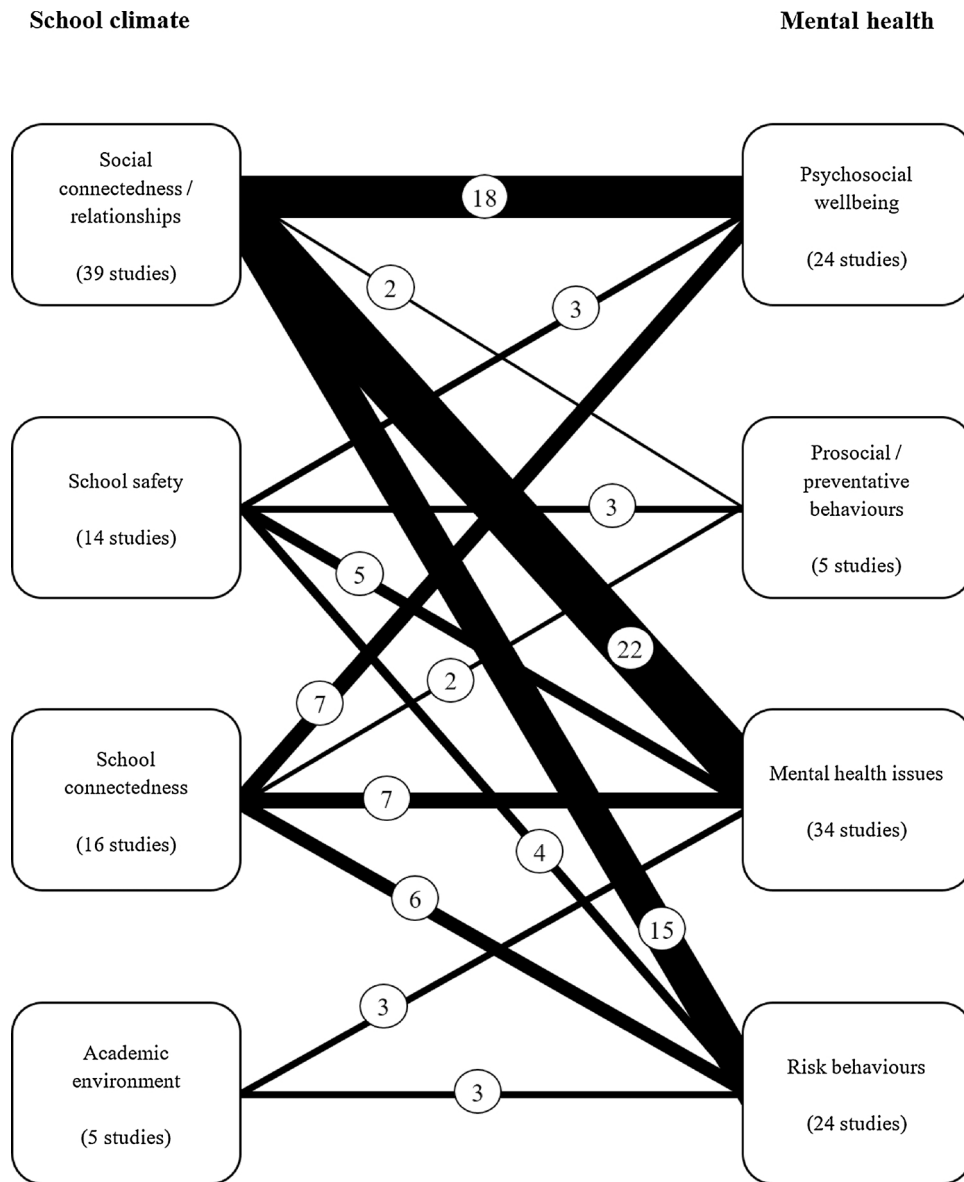 School climate
Mental health
Social
connectedness /
relationships
(39 studies)
Psychosocial
wellbeing
(24 studies)
18
2
3
School safety
(14 studies)
Prosocial /
preventative
behaviours
(5 studies)
3
5
22
2
7
School
connectedness
(16 studies)
Mental health issues
(34 studies)
7
4
6
15
3
Academic
environment
(5 studies)
Risk behaviours
(24 studies)
3